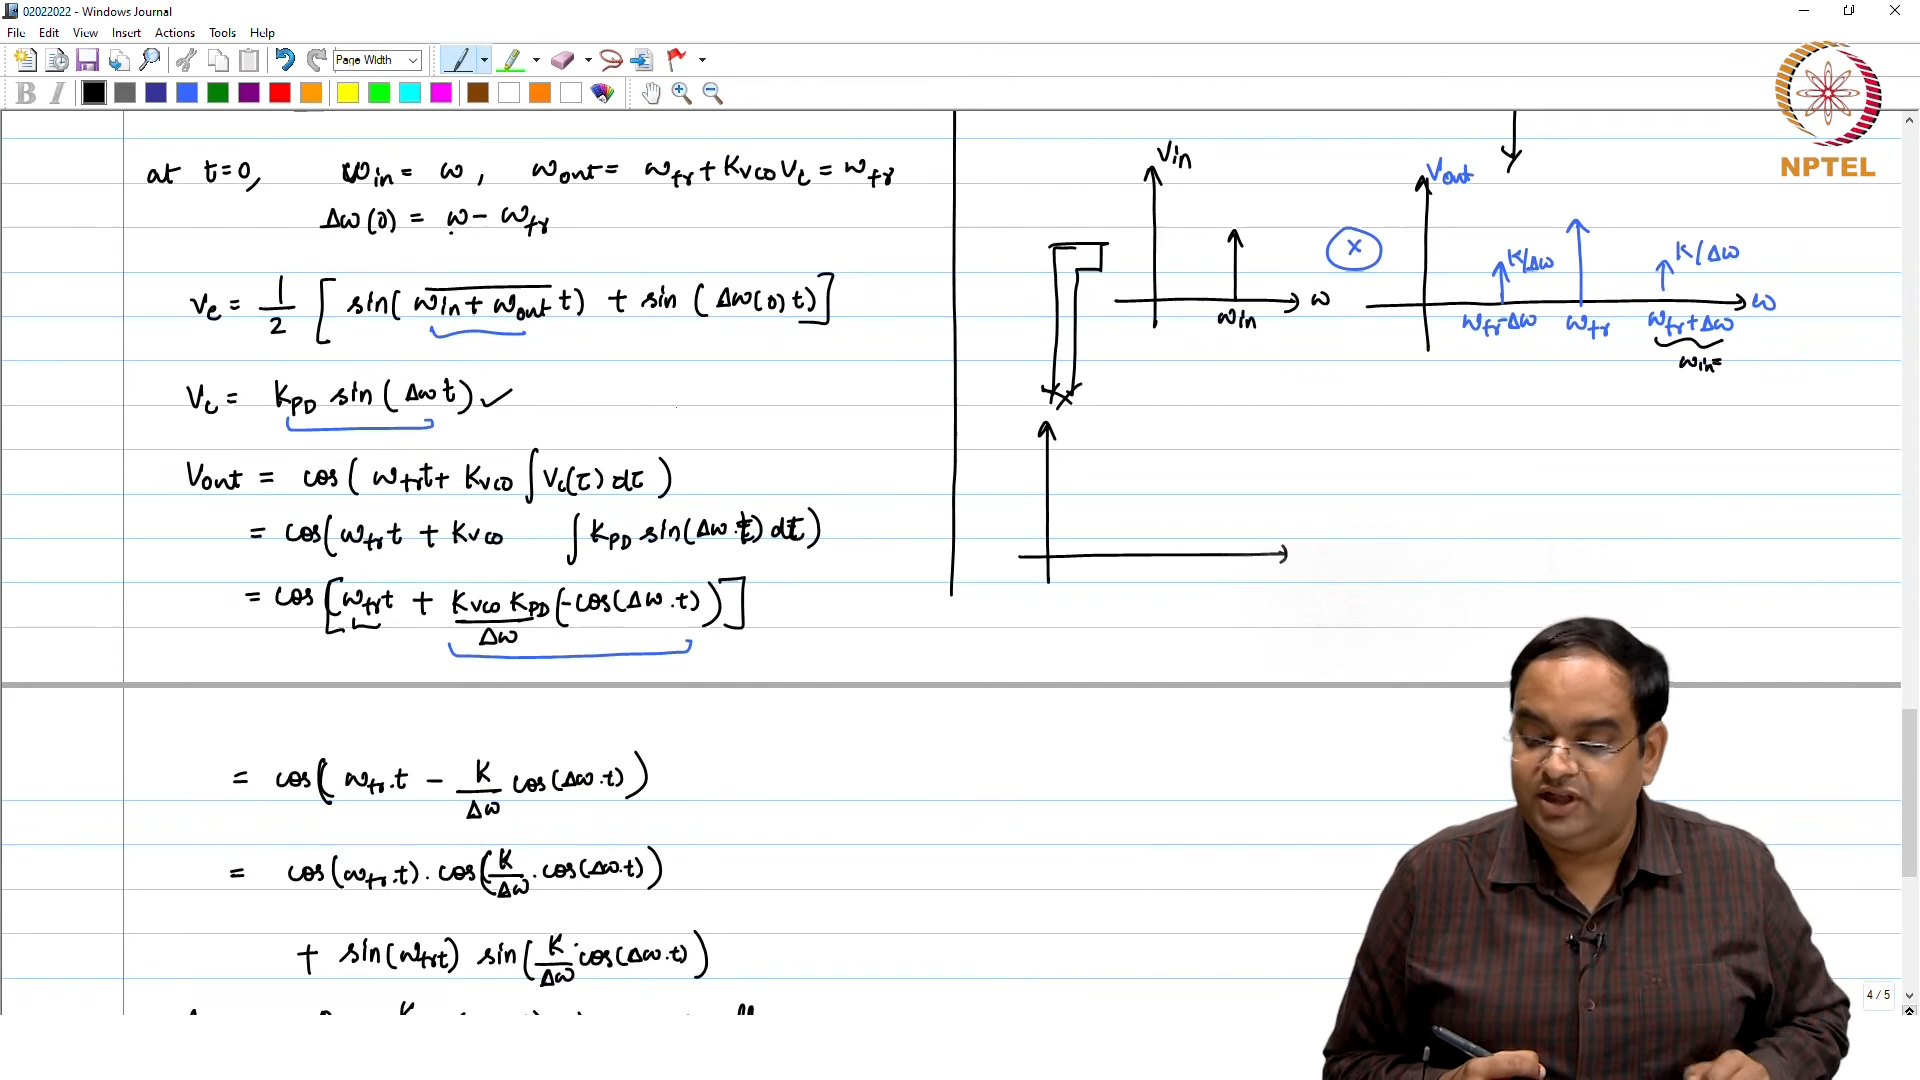 02022022 - Windows Journal
File Edit View Insert Actions Tools Help
Page Width
B I
NPTEL
at t=0, ωin = ω, ωout = ωfr + KVCO Vc = ωfr
Δω(0) = ω - ωfr
Ve = 1/2 [ sin( ωin + ωout t) + sin (Δω(0) t) ]
Vc = KPD sin(Δωt) ✓
Vout = cos( ωfrt + KVCO ∫ Vc(τ) dτ )
= cos(ωfr t + KVCO ∫ KPD sin(Δω.τ) dτ)
= cos [ ωfrt + KVCO KPD/Δω (-cos(Δω.t)) ]
= cos( ωfr.t - K/Δω cos(Δω.t) )
= cos(ωfr.t) . cos( K/Δω . cos(Δω.t) )
+ sin(ωfrt) sin( K/Δω . cos(Δω.t) )
Vin
ωin
ω
x
Vout
K/Δω
K/Δω
ωfr-Δω ωfr ωfr+Δω ω
ωin=
4 / 5